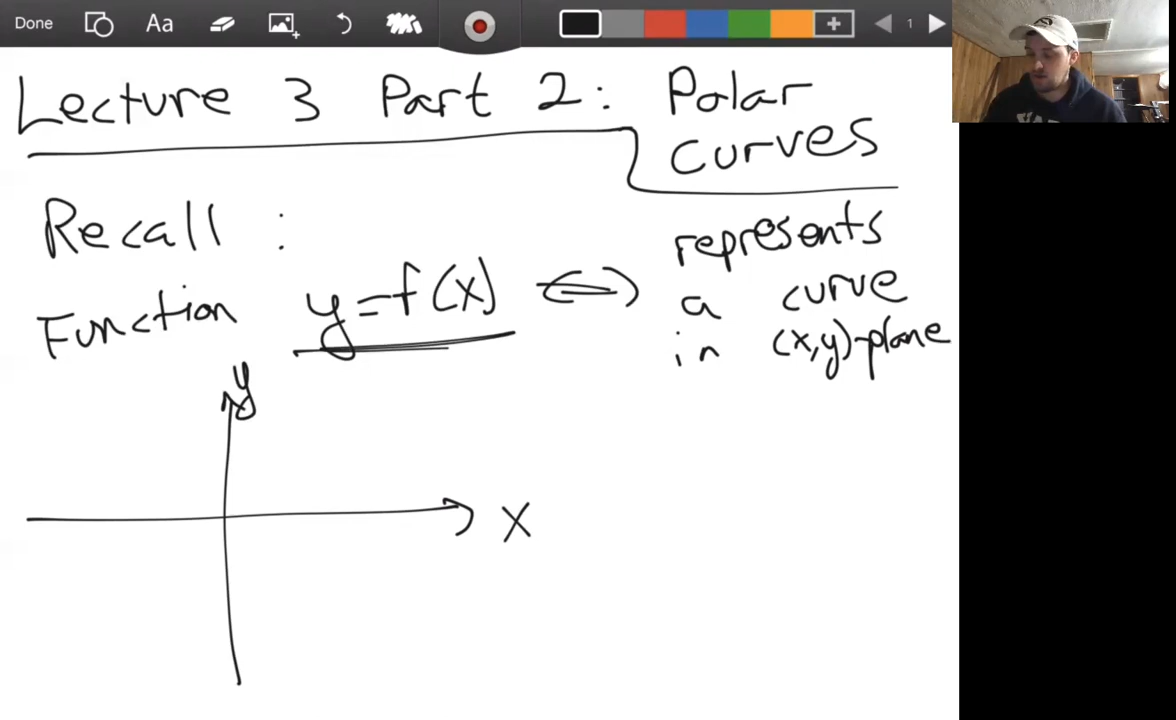 Done Aa 1
Lecture 3 Part 2: Polar
Curves
Recall :
Function y=f(x) ⟺ represents
a curve
in (x,y)-plane
y
x